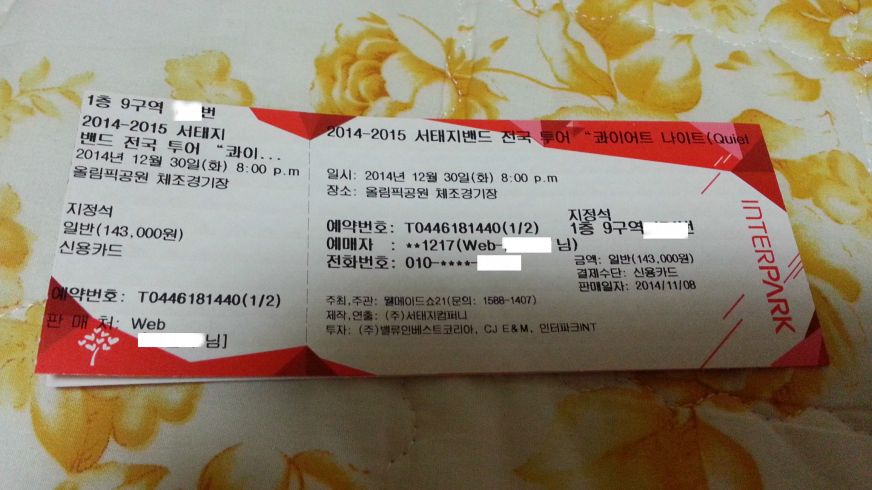 1층 9구역 번
2014-2015 서태지
밴드 전국 투어 “콰이...
2014년 12월 30일(화) 8:00 p.m
올림픽공원 체조경기장
지정석
일반(143,000원)
신용카드
예약번호: T0446181440(1/2)
판 매 처: Web
님]
2014-2015 서태지밴드 전국 투어 “콰이어트 나이트(Quiet
일시: 2014년 12월 30일(화) 8:00 p.m
장소: 올림픽공원 체조경기장
지정석
1층 9구역 번
예약번호: T0446181440(1/2)
예매자 : **1217(Web- 님)
전화번호: 010-****-
금액: 일반(143,000원)
결제수단: 신용카드
판매일자: 2014/11/08
주최,주관: 웰메이드쇼21(문의: 1588-1407)
제작,연출: (주)서태지컴퍼니
투자: (주)밸류인베스트코리아, CJ E&M, 인터파크INT
INTERPARK